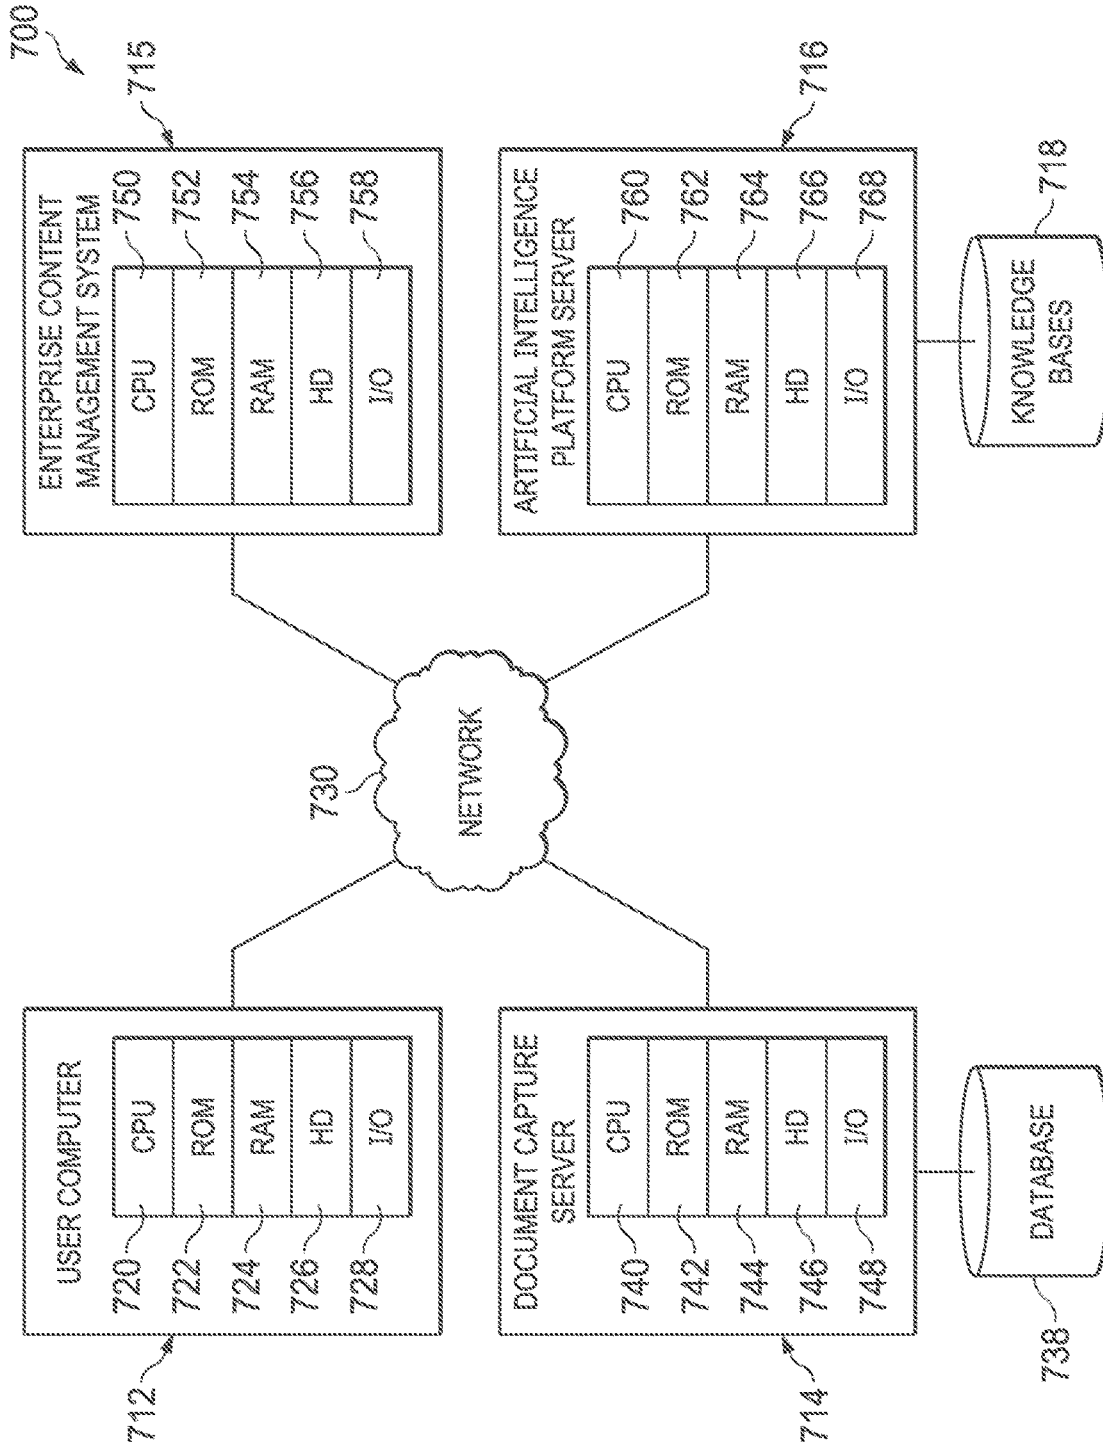 700
712
USER COMPUTER
720
CPU
722
ROM
724
RAM
726
HD
728
I/O
715
ENTERPRISE CONTENT
MANAGEMENT SYSTEM
CPU
750
ROM
752
RAM
754
HD
756
I/O
758
730
NETWORK
714
DOCUMENT CAPTURE
SERVER
740
CPU
742
ROM
744
RAM
746
HD
748
I/O
716
ARTIFICIAL INTELLIGENCE
PLATFORM SERVER
CPU
760
ROM
762
RAM
764
HD
766
I/O
768
738
DATABASE
KNOWLEDGE
BASES
718